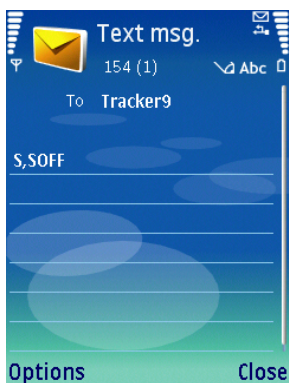 Text msg.
154 (1)
Abc
To Tracker9
S,SOFF
Options Close